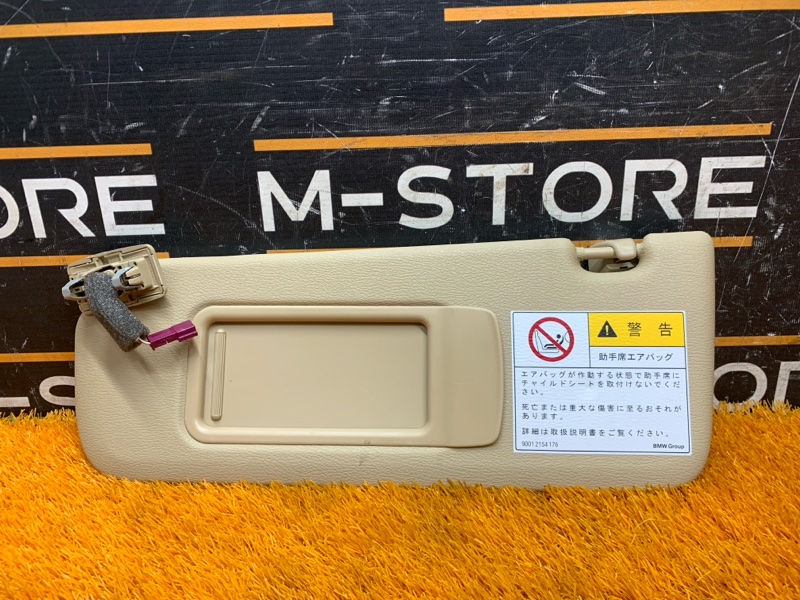 M-STORE
STORE
警告
助手席エアバッグ
エアバッグが作動する状態で助手席に
チャイルドシートを取付けないでくだ
さい。
死亡または重大な傷害に至るおそれが
あります。
詳細は取扱説明書をご覧ください。
9001 2154 176
BMW Group